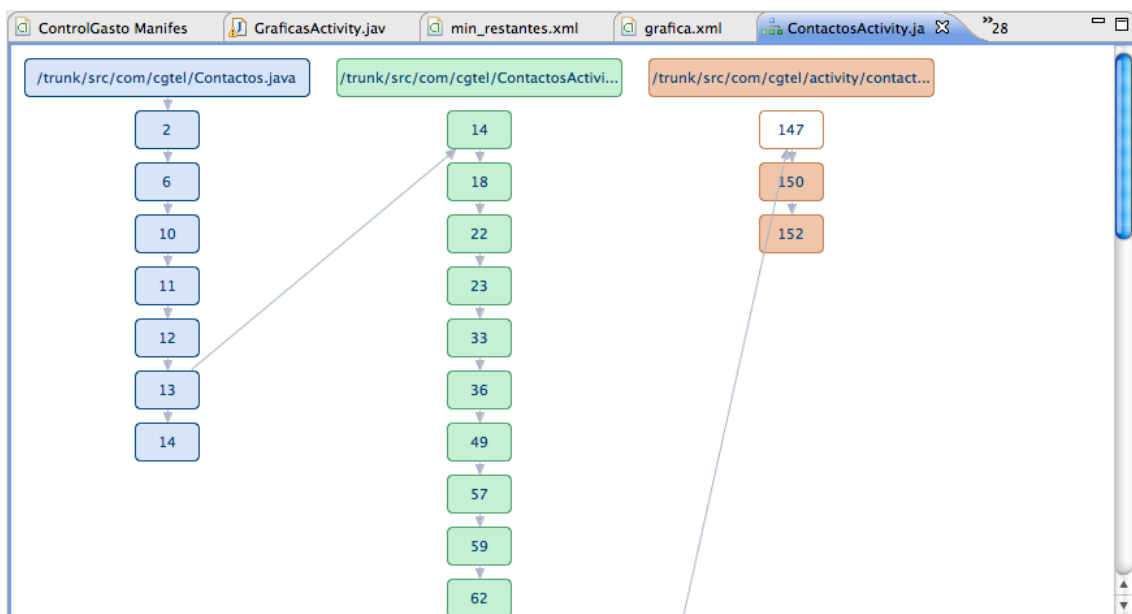 ControlGasto Manifes GraficasActivity.jav min_restantes.xml grafica.xml ContactosActivity.ja »28
/trunk/src/com/cgtel/Contactos.java /trunk/src/com/cgtel/ContactosActivi... /trunk/src/com/cgtel/activity/contact...
2 14 147
6 18 150
10 22 152
11 23
12 33
13 36
14 49
57
59
62